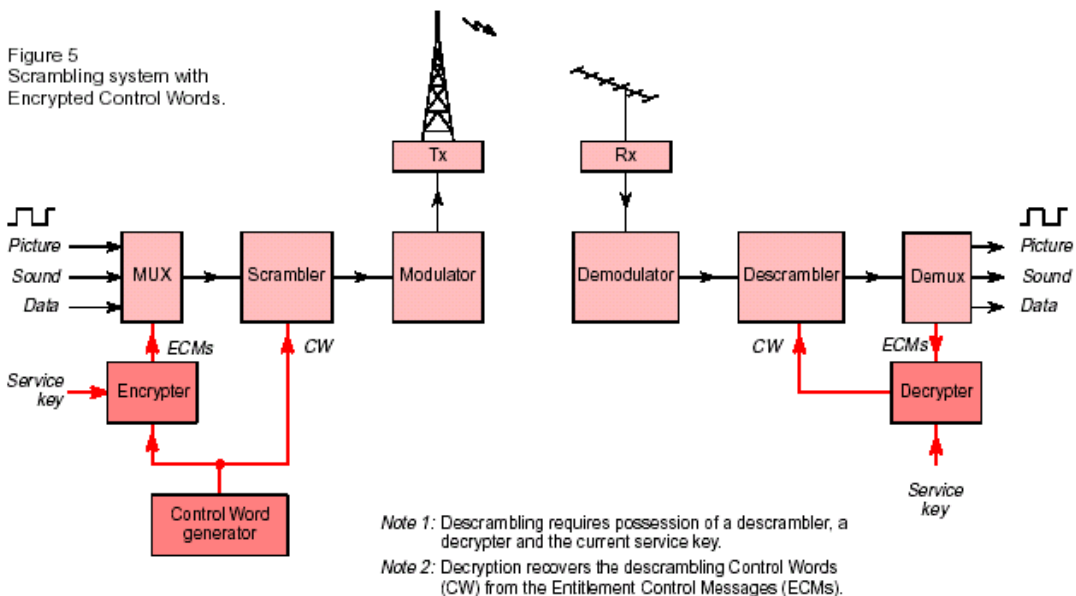 Figure 5
Scrambling system with
Encrypted Control Words.
Tx
Rx
Picture
Sound
Data
MUX
Scrambler
Modulator
Demodulator
Descrambler
Demux
Picture
Sound
Data
ECMs
CW
CW
ECMs
Service
key
Encrypter
Decrypter
Service
key
Control Word
generator
Note 1: Descrambling requires possession of a descrambler, a
decrypter and the current service key.
Note 2: Decryption recovers the descrambling Control Words
(CW) from the Entitlement Control Messages (ECMs).